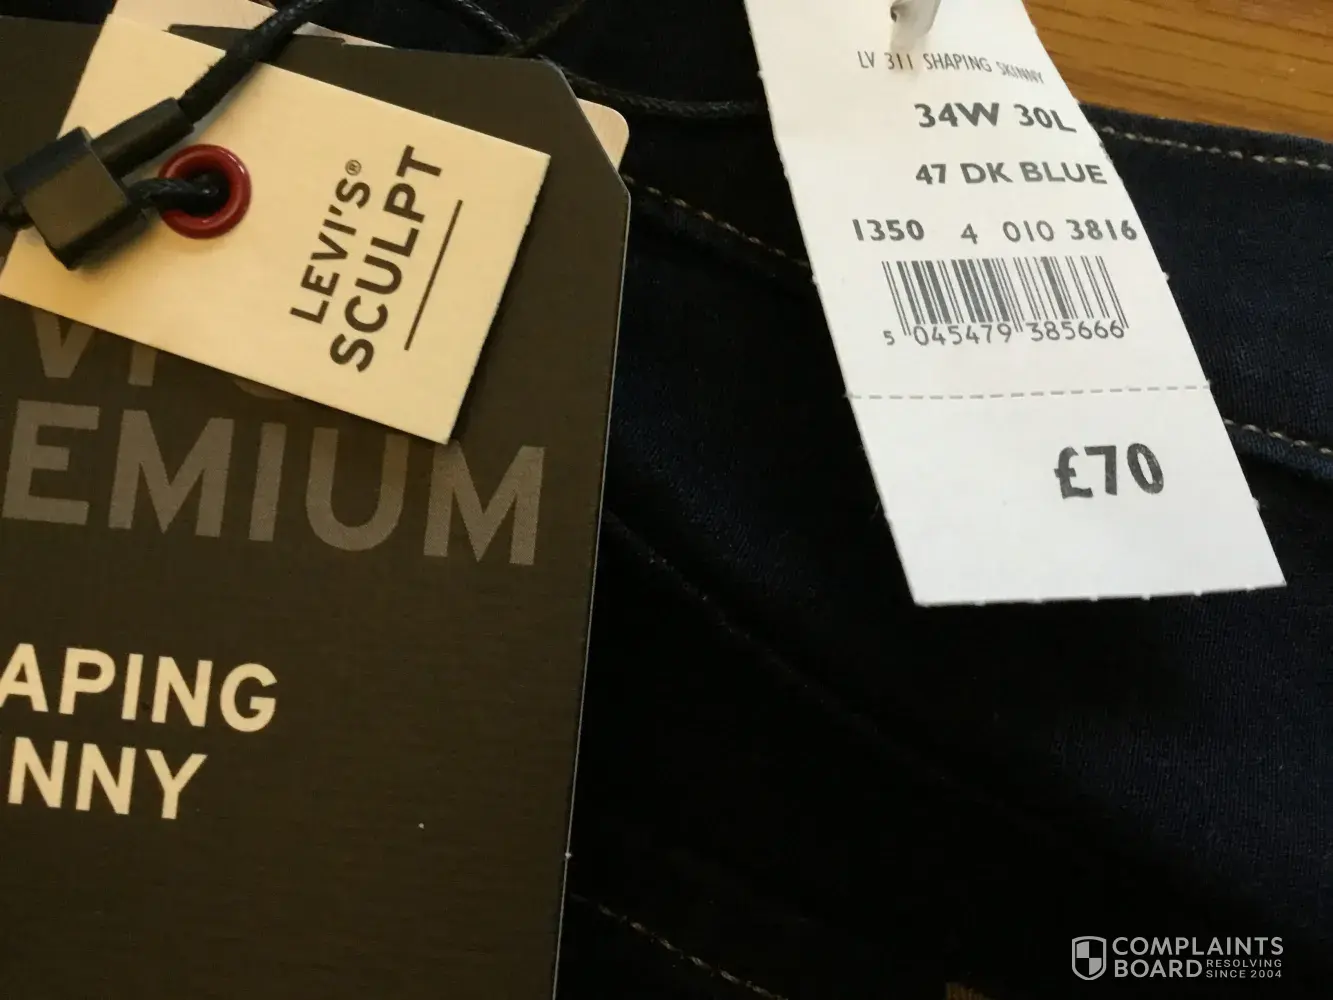 LEVI'S®
SCULPT
EMIUM
APING
NNY
LV 311 SHAPING SKINNY
34W 30L
47 DK BLUE
1350 4 010 3816
5 045479 385666
£70
COMPLAINTS
BOARD RESOLVING
SINCE 2004